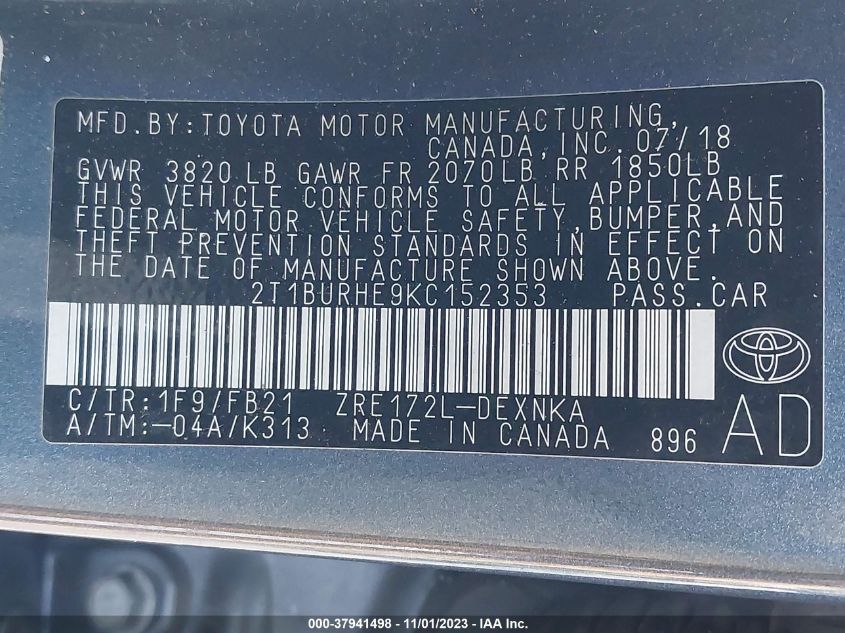 MFD.BY:TOYOTA MOTOR MANUFACTURING,
CANADA,INC. 07/18
GVWR 3820 LB GAWR FR 2070LB RR 1850LB
THIS VEHICLE CONFORMS TO ALL APPLICABLE
FEDERAL MOTOR VEHICLE SAFETY,BUMPER,AND
THEFT PREVENTION STANDARDS IN EFFECT ON
THE DATE OF MANUFACTURE SHOWN ABOVE.
2T1BURHE9KC152353 PASS.CAR
C/TR:1F9/FB21 ZRE172L-DEXNKA
A/TM:-04A/K313 MADE IN CANADA 896 AD
000-37941498 - 11/01/2023 - IAA Inc.